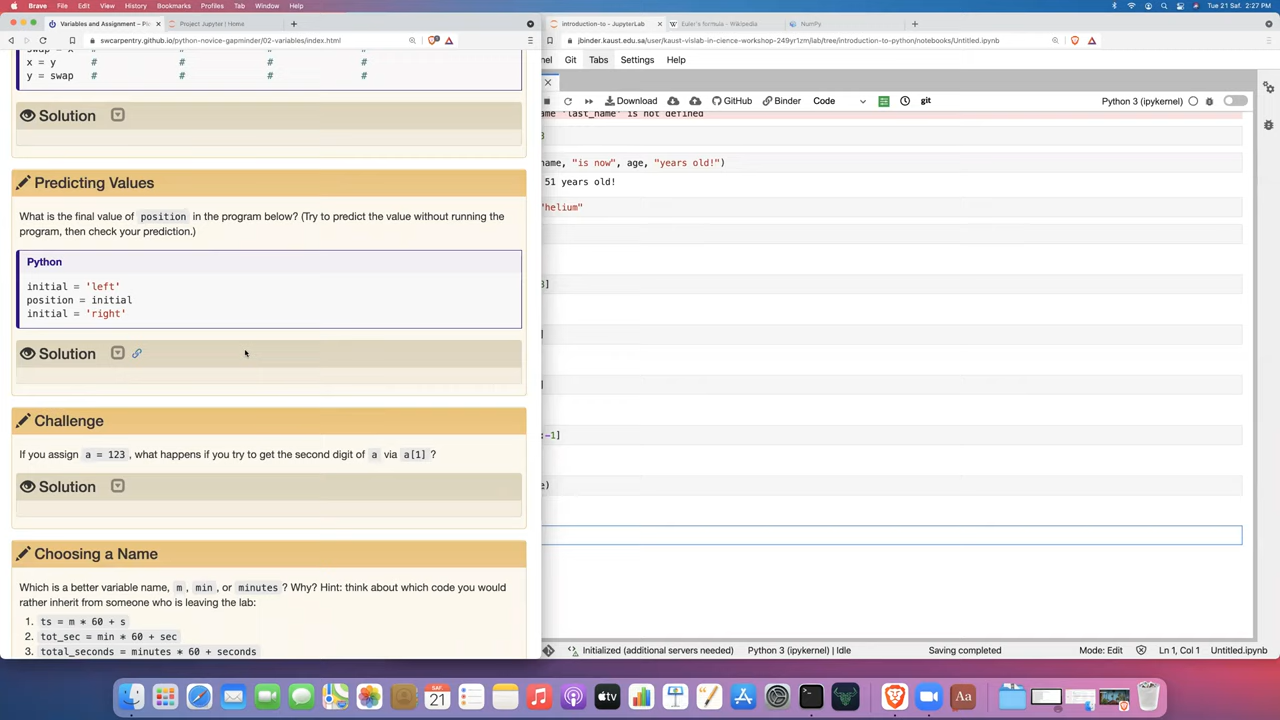 Brave File Edit View History Bookmarks Profiles Tab Window Help
Tue 21 Saf. 2:27 PM
Variables and Assignment – Plo
Project Jupyter | Home
swcarpentry.github.io/python-novice-gapminder/02-variables/index.html
x = y # # # #
y = swap # # # #
Solution
Predicting Values
What is the final value of position in the program below? (Try to predict the value without running the
program, then check your prediction.)
Python
initial = 'left'
position = initial
initial = 'right'
Solution
Challenge
If you assign a = 123 , what happens if you try to get the second digit of a via a[1] ?
Solution
Choosing a Name
Which is a better variable name, m , min , or minutes ? Why? Hint: think about which code you would
rather inherit from someone who is leaving the lab:
1. ts = m * 60 + s
2. tot_sec = min * 60 + sec
3. total_seconds = minutes * 60 + seconds
introduction-to - JupyterLab
Euler's formula - Wikipedia
NumPy
jbinder.kaust.edu.sa/user/kaust-vislab-in-cience-workshop-249yr1zm/lab/tree/introduction-to-python/notebooks/Untitled.ipynb
nel Git Tabs Settings Help
Download GitHub Binder Code git Python 3 (ipykernel)
ame "last_name" is not defined
3
name, "is now", age, "years old!")
51 years old!
"helium"
3]
]
]
:-1]
e)
Initialized (additional servers needed) Python 3 (ipykernel) | Idle Saving completed Mode: Edit Ln 1, Col 1 Untitled.ipynb
21
tv
Aa